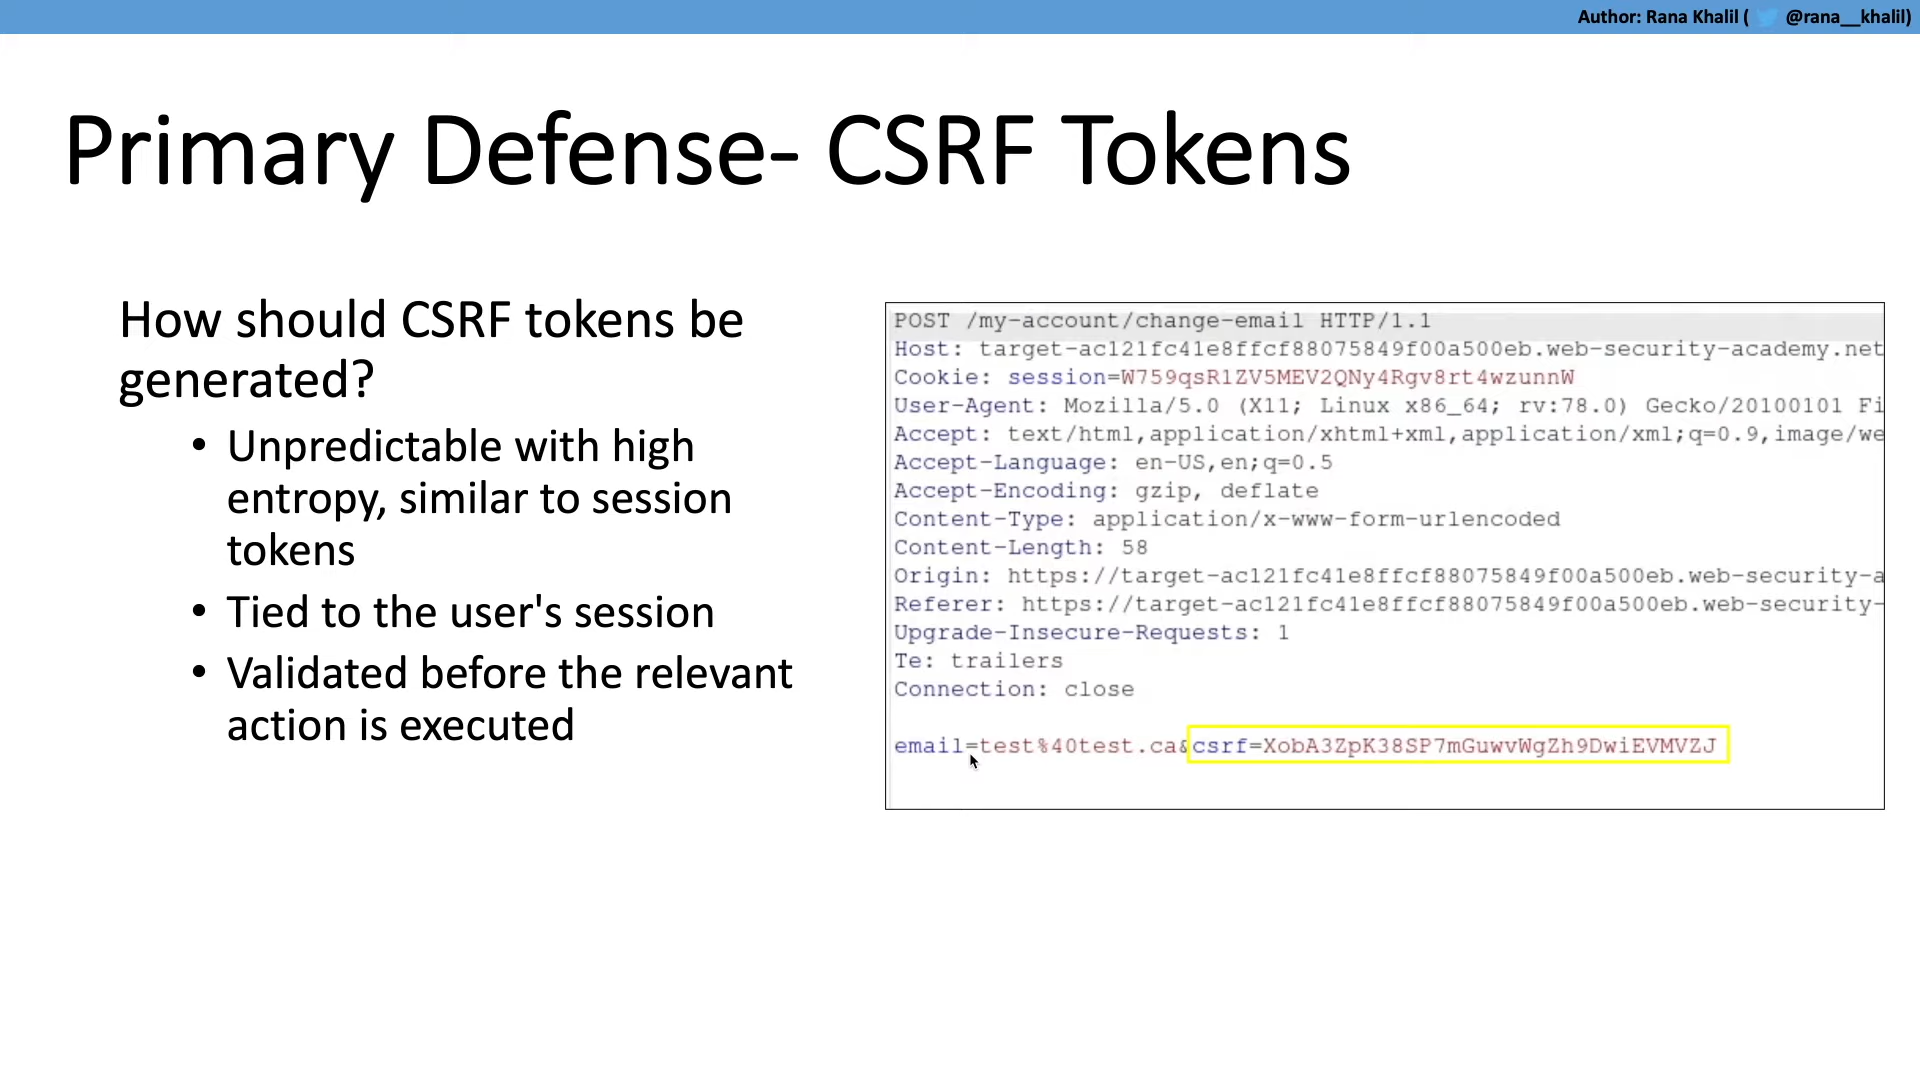 Author: Rana Khalil ( @rana__khalil)
Primary Defense- CSRF Tokens
How should CSRF tokens be
generated?
• Unpredictable with high
entropy, similar to session
tokens
• Tied to the user's session
• Validated before the relevant
action is executed
POST /my-account/change-email HTTP/1.1
Host: target-ac121fc41e8ffcf88075849f00a500eb.web-security-academy.net
Cookie: session=W759qsR1ZV5MEV2QNy4Rgv8rt4wzunnW
User-Agent: Mozilla/5.0 (X11; Linux x86_64; rv:78.0) Gecko/20100101 Fi
Accept: text/html,application/xhtml+xml,application/xml;q=0.9,image/we
Accept-Language: en-US,en;q=0.5
Accept-Encoding: gzip, deflate
Content-Type: application/x-www-form-urlencoded
Content-Length: 58
Origin: https://target-ac121fc41e8ffcf88075849f00a500eb.web-security-a
Referer: https://target-ac121fc41e8ffcf88075849f00a500eb.web-security-
Upgrade-Insecure-Requests: 1
Te: trailers
Connection: close
email=test%40test.ca&csrf=XobA3ZpK38SP7mGuwvWgZh9DwiEVMVZJ